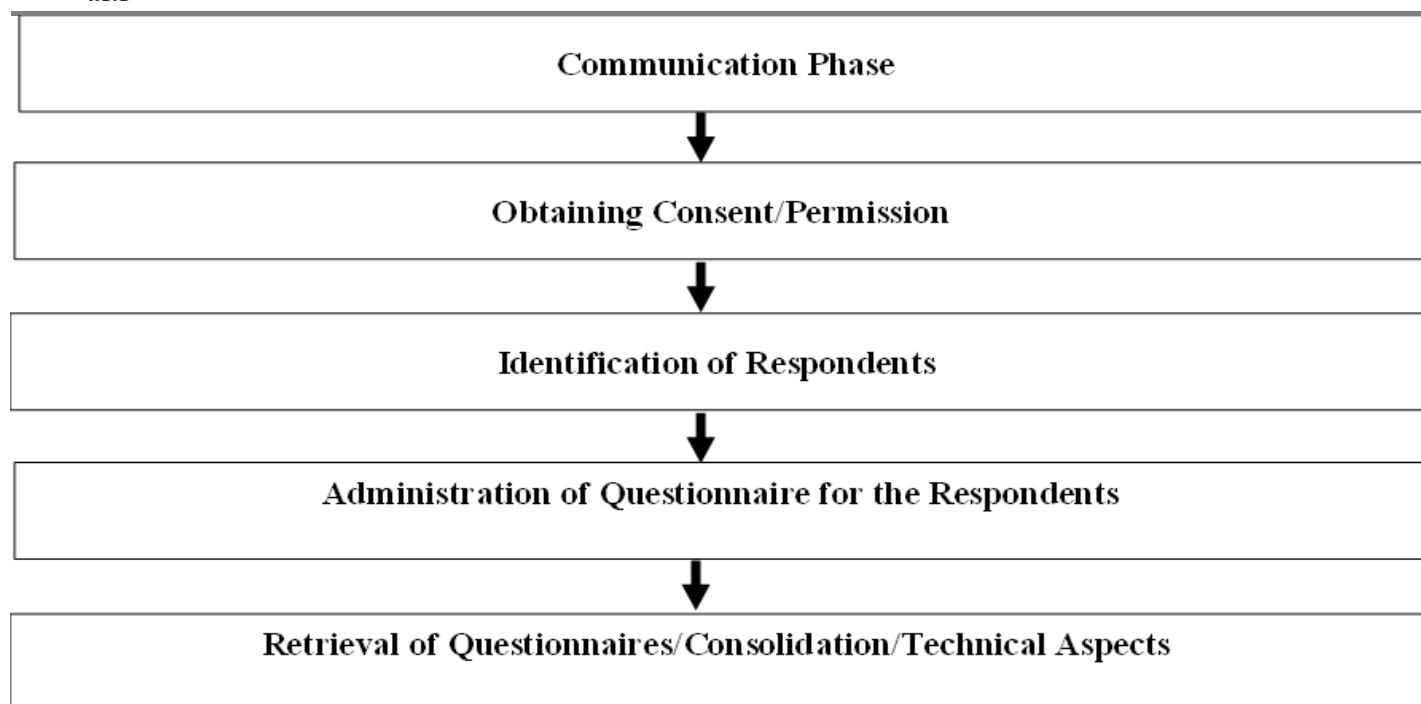 Communication Phase
Obtaining Consent/Permission
Identification of Respondents
Administration of Questionnaire for the Respondents
Retrieval of Questionnaires/Consolidation/Technical Aspects